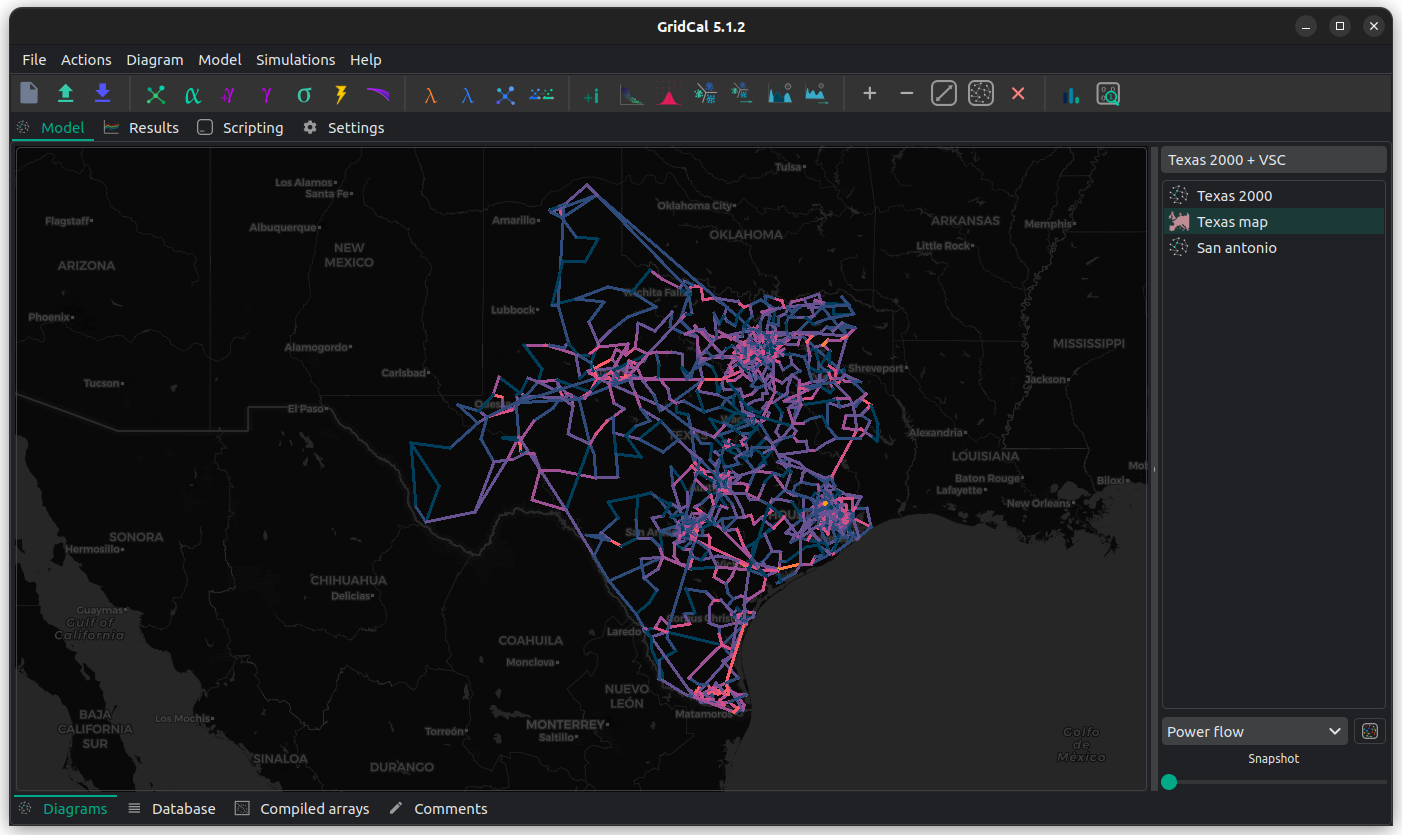 GridCal 5.1.2
File Actions Diagram Model Simulations Help
Model Results Scripting Settings
Texas 2000 + VSC
Texas 2000
Texas map
San antonio
Tulsa
Los Alamos
Santa Fe
Oklahoma City
Flagstaff
Amarillo
ARKANSAS
Memphis
Albuquerque
OKLAHOMA
Little Rock
NEW
MEXICO
ARIZONA
Wichita Fall
Lubbock
Phoenix
Alamogordo
MISSISSIPPI
Carlsbad
Shreveport
Tucson
Jackson
El Paso
Odessa
Alexandria
LOUISIANA
Baton Rouge
Biloxi
Lafayette
New Orleans
SONORA
Hermosillo
CHIHUAHUA
Delicias
Guaymas
Gulf of
California
Corpus Christ
Laredo
COAHUILA
Monclova
NUEVO
LEÓN
Matamoros
BAJA
CALIFORNIA
SUR
Los Mochis
MONTERREY
Saltillo
Torreón
Golfo
de
México
SINALOA
DURANGO
Power flow
Snapshot
Diagrams Database Compiled arrays Comments